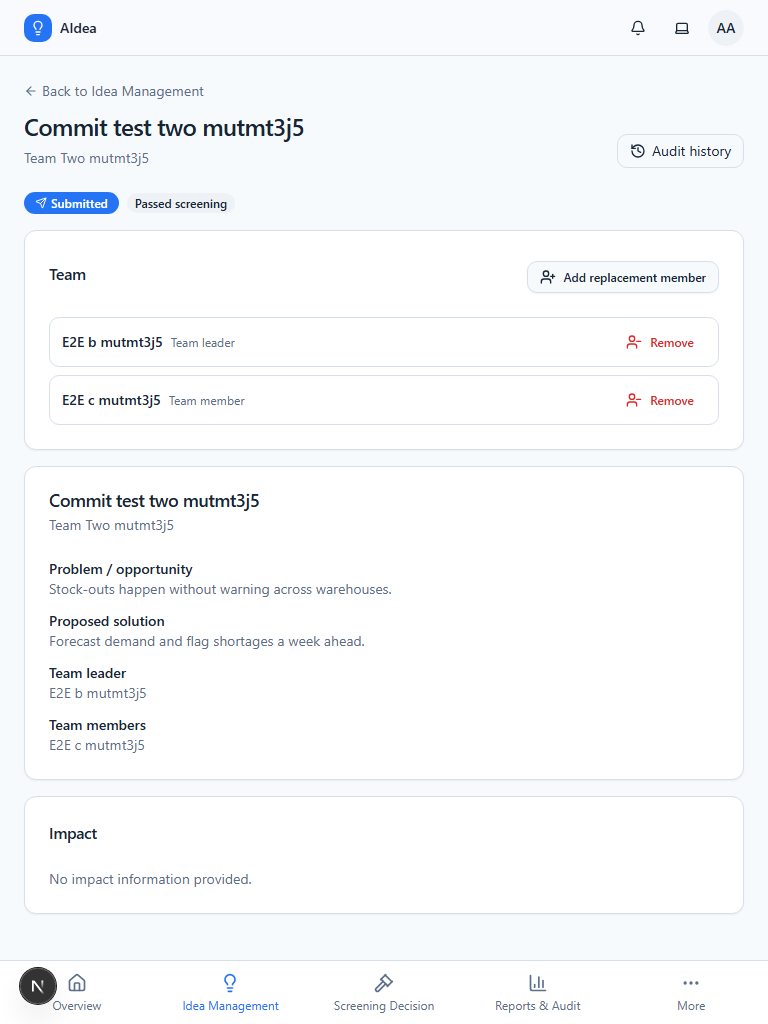 AIdea
AA
Back to Idea Management
Commit test two mutmt3j5
Team Two mutmt3j5
Audit history
Submitted
Passed screening
Team
Add replacement member
E2E b mutmt3j5 Team leader
Remove
E2E c mutmt3j5 Team member
Remove
Commit test two mutmt3j5
Team Two mutmt3j5
Problem / opportunity
Stock-outs happen without warning across warehouses.
Proposed solution
Forecast demand and flag shortages a week ahead.
Team leader
E2E b mutmt3j5
Team members
E2E c mutmt3j5
Impact
No impact information provided.
N
Overview
Idea Management
Screening Decision
Reports & Audit
More